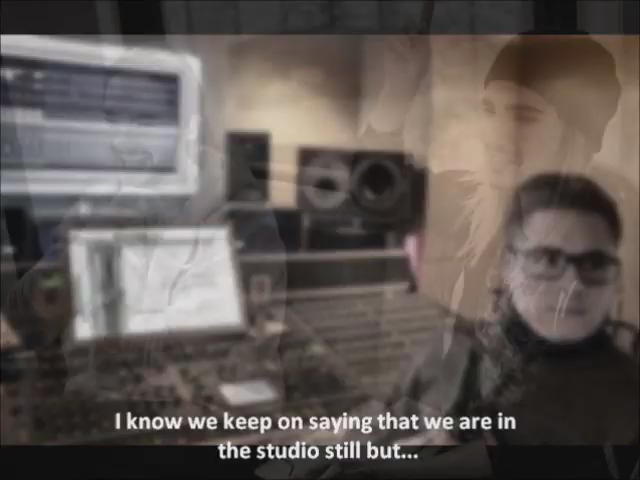 I know we keep on saying that we are in
the studio still but...